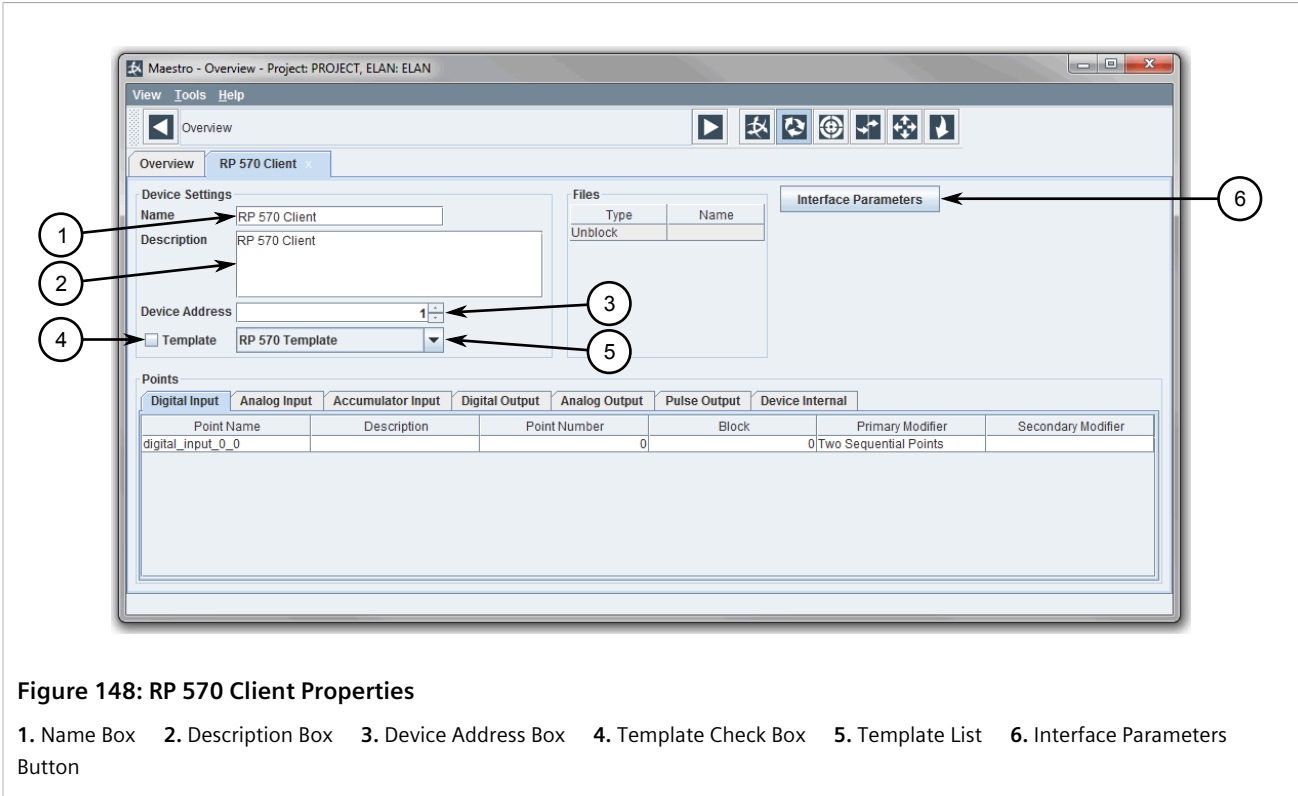 Maestro - Overview - Project: PROJECT, ELAN: ELAN
View Tools Help
Overview
Overview RP 570 Client x
Device Settings
Name RP 570 Client
Description RP 570 Client
Device Address 1
Template RP 570 Template
Files
Type Name
Unblock
Interface Parameters
1
2
3
4
5
6
Points
Digital Input Analog Input Accumulator Input Digital Output Analog Output Pulse Output Device Internal
Point Name Description Point Number Block Primary Modifier Secondary Modifier
digital_input_0_0 0 0 Two Sequential Points
Figure 148: RP 570 Client Properties
1. Name Box 2. Description Box 3. Device Address Box 4. Template Check Box 5. Template List 6. Interface Parameters
Button